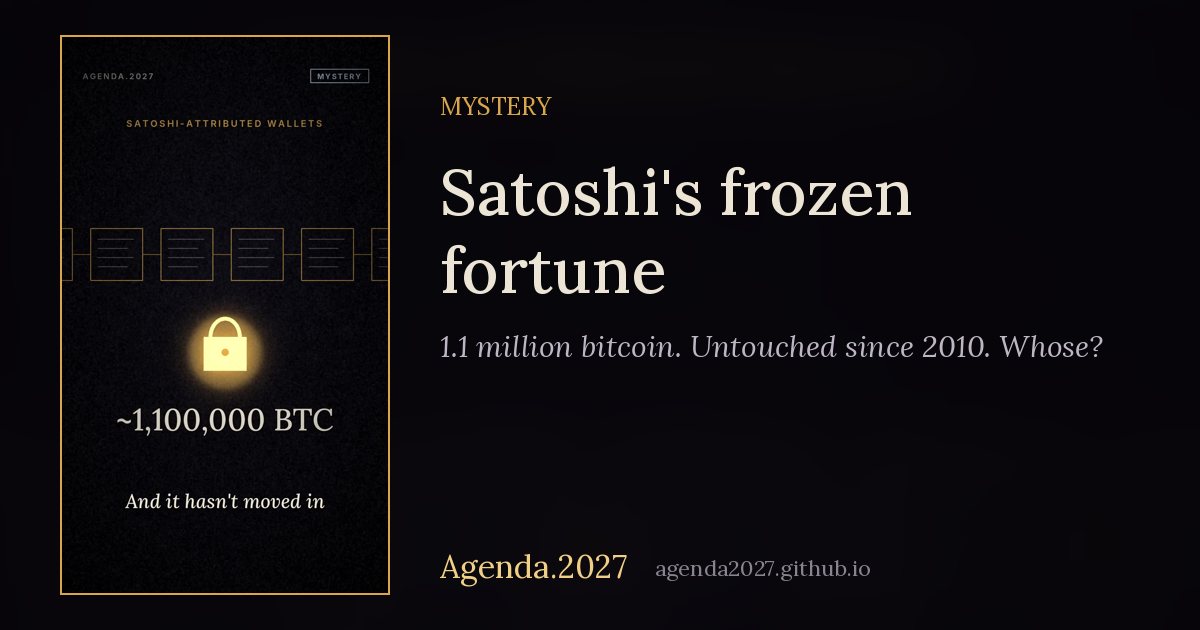 AGENDA.2027
MYSTERY
SATOSHI-ATTRIBUTED WALLETS
~1,100,000 BTC
And it hasn't moved in
MYSTERY
Satoshi's frozen
fortune
1.1 million bitcoin. Untouched since 2010. Whose?
Agenda.2027
agenda2027.github.io